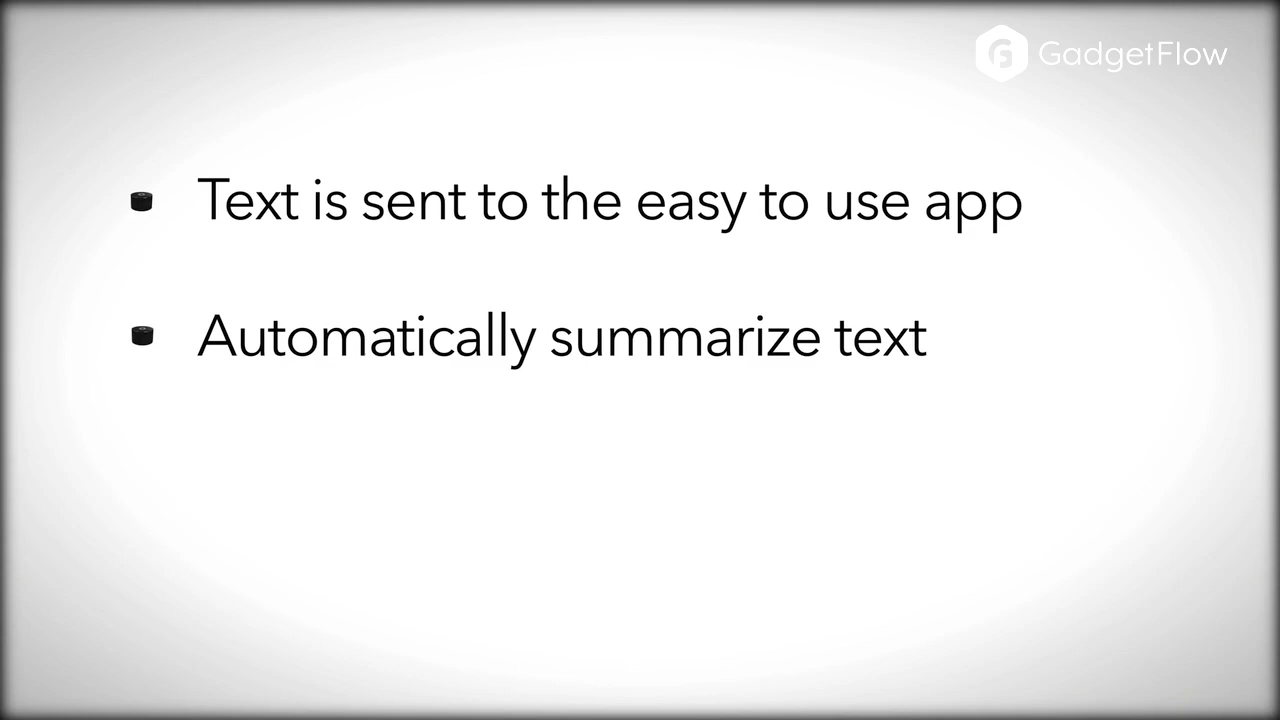 GadgetFlow
Text is sent to the easy to use app
Automatically summarize text